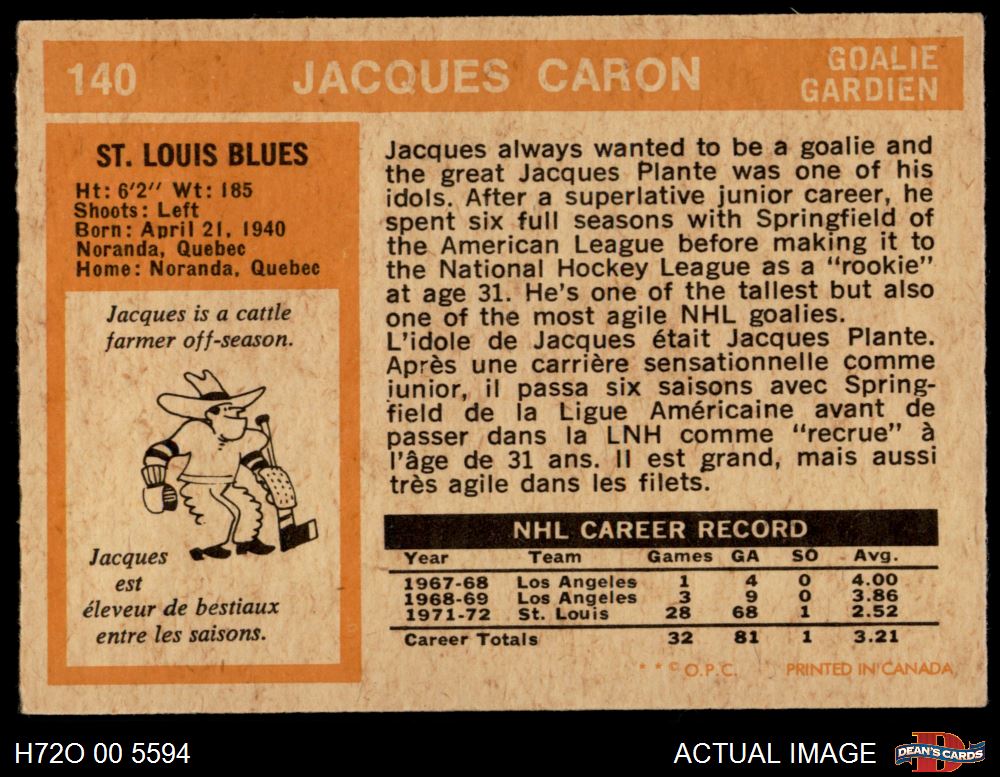 140
JACQUES CARON
GOALIE
GARDIEN
ST. LOUIS BLUES
Ht: 6'2'' Wt: 185
Shoots: Left
Born: April 21, 1940
Noranda, Quebec
Home: Noranda, Quebec
Jacques is a cattle
farmer off-season.
Jacques
est
éleveur de bestiaux
entre les saisons.
Jacques always wanted to be a goalie and
the great Jacques Plante was one of his
idols. After a superlative junior career, he
spent six full seasons with Springfield of
the American League before making it to
the National Hockey League as a "rookie"
at age 31. He's one of the tallest but also
one of the most agile NHL goalies.
L'idole de Jacques était Jacques Plante.
Après une carrière sensationnelle comme
junior, il passa six saisons avec Spring-
field de la Ligue Américaine avant de
passer dans la LNH comme "recrue" à
l'âge de 31 ans. Il est grand, mais aussi
très agile dans les filets.
NHL CAREER RECORD
Year Team Games GA SO Avg.
1967-68 Los Angeles 1 4 0 4.00
1968-69 Los Angeles 3 9 0 3.86
1971-72 St. Louis 28 68 1 2.52
Career Totals 32 81 1 3.21
* * © O.P.C. PRINTED IN CANADA
H72O 00 5594
ACTUAL IMAGE
D
DEAN'S CARDS